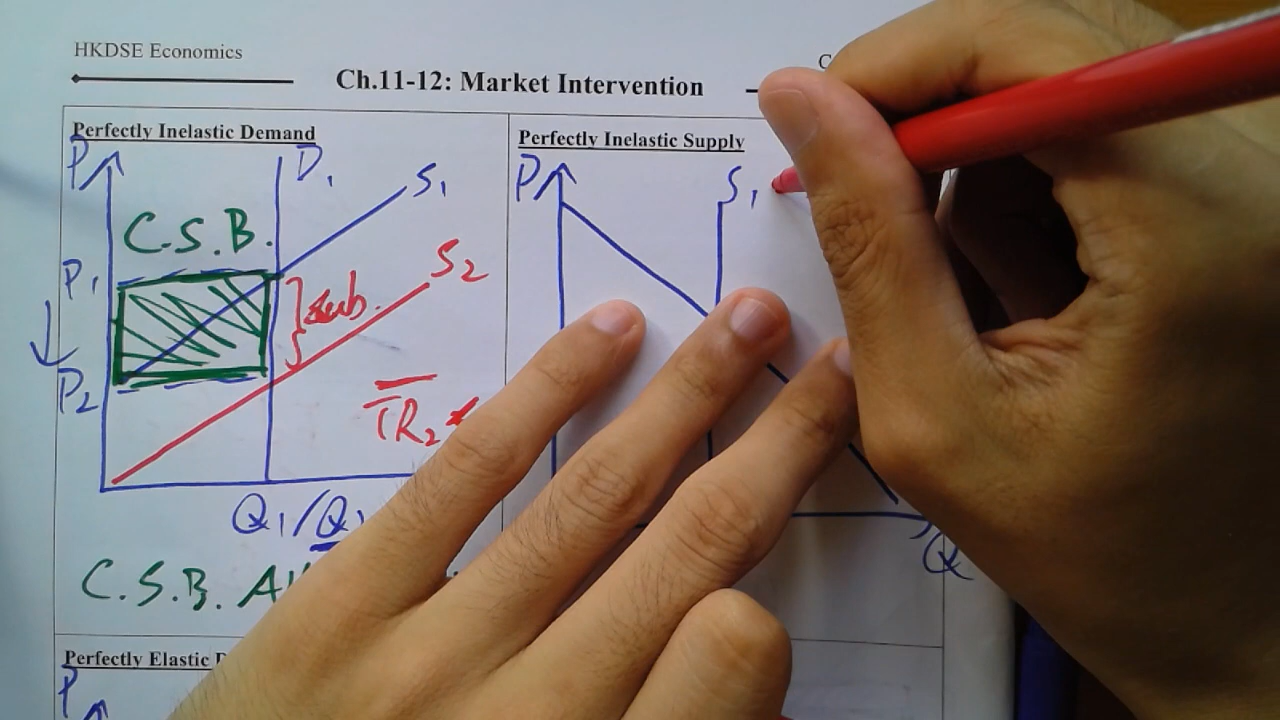 HKDSE Economics
C
Ch.11-12: Market Intervention
Perfectly Inelastic Demand
P
D1
S1
C.S.B.
P1
S2
sub.
P2
TR2
Q1/Q
C.S.B.
Perfectly Inelastic Supply
P
S1
Q
Perfectly Elastic
P